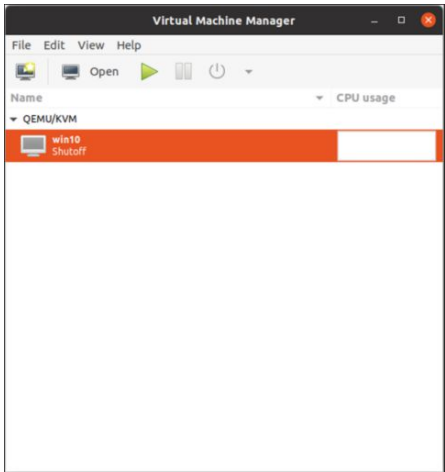 Virtual Machine Manager
File Edit View Help
Open
Name CPU usage
QEMU/KVM
win10
Shutoff